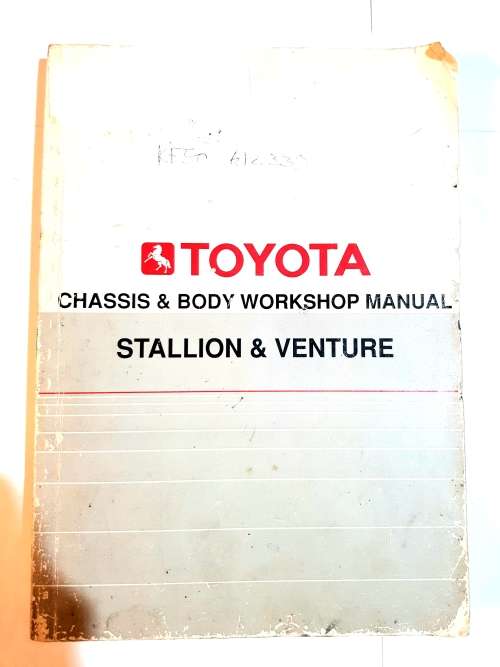 TOYOTA
CHASSIS & BODY WORKSHOP MANUAL
STALLION & VENTURE